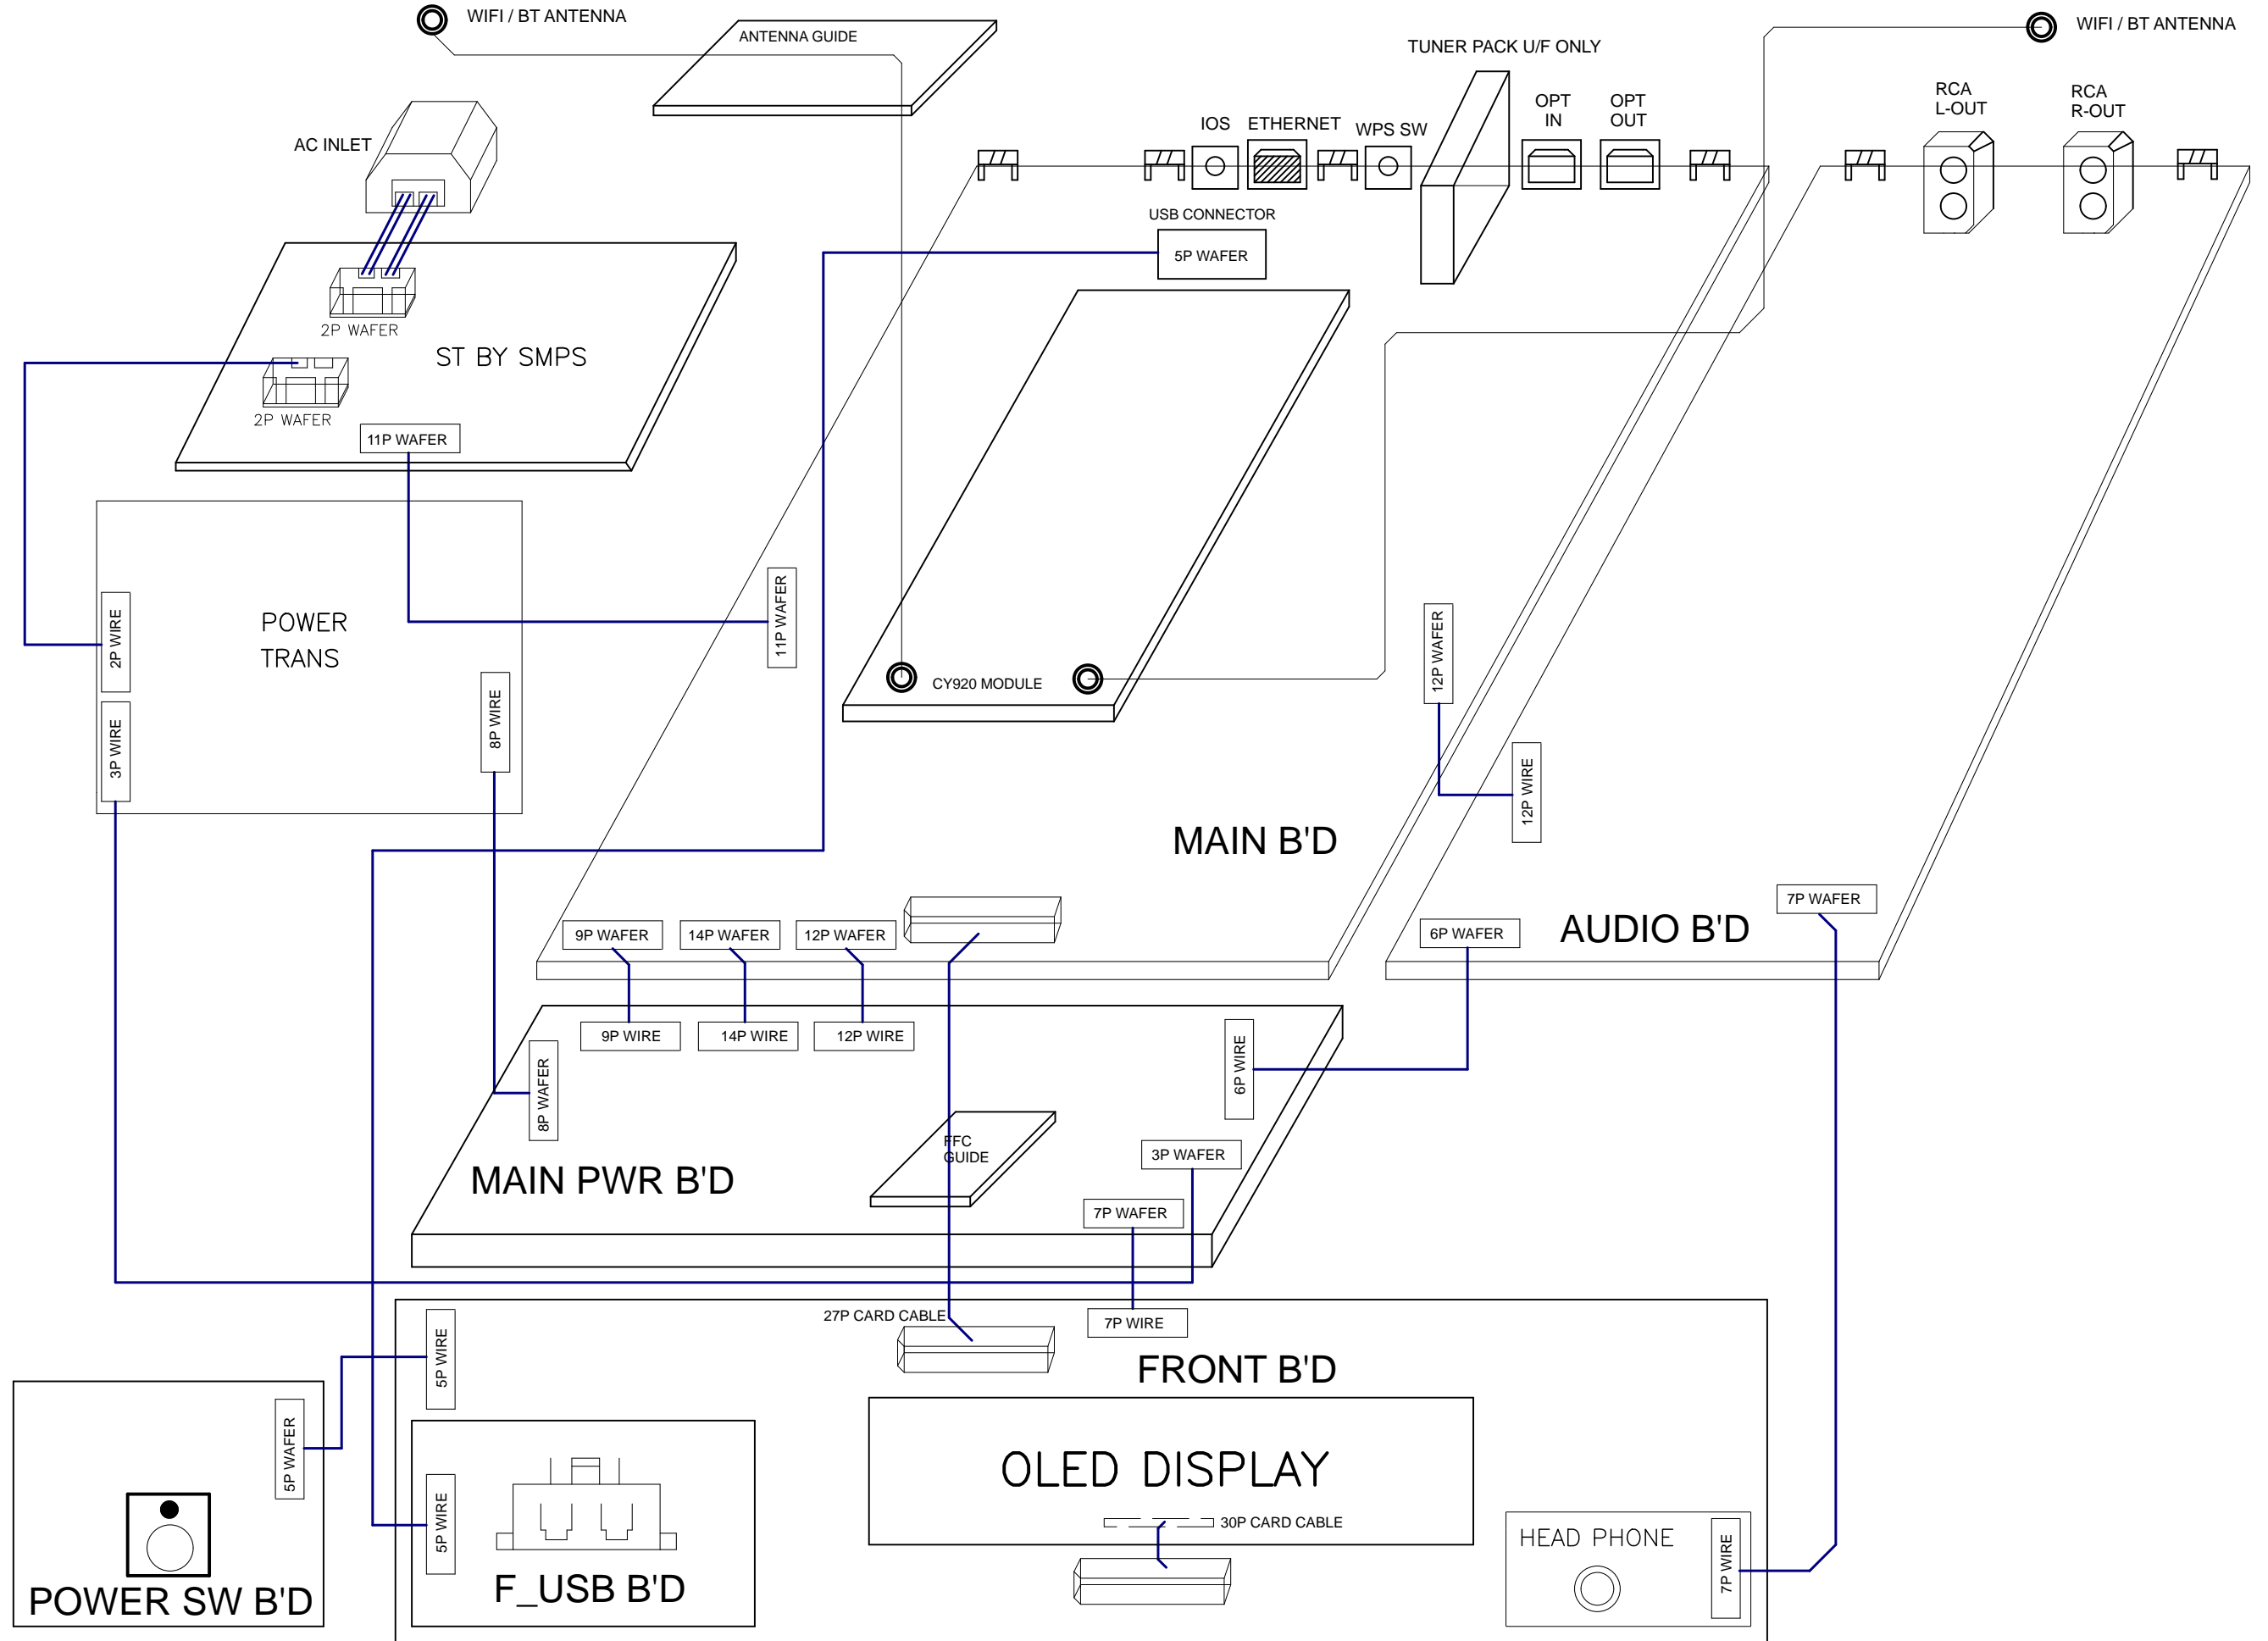 WIFI / BT ANTENNA
WIFI / BT ANTENNA
ANTENNA GUIDE
TUNER PACK U/F ONLY
AC INLET
IOS
ETHERNET
WPS SW
OPT
IN
OPT
OUT
RCA
L-OUT
RCA
R-OUT
USB CONNECTOR
5P WAFER
2P WAFER
ST BY SMPS
2P WAFER
11P WAFER
POWER
TRANS
2P WIRE
3P WIRE
8P WIRE
11P WAFER
CY920 MODULE
12P WAFER
12P WIRE
MAIN B'D
AUDIO B'D
7P WAFER
6P WAFER
9P WAFER
14P WAFER
12P WAFER
9P WIRE
14P WIRE
12P WIRE
6P WIRE
8P WAFER
FFC
GUIDE
3P WAFER
MAIN PWR B'D
7P WAFER
27P CARD CABLE
7P WIRE
5P WIRE
FRONT B'D
5P WAFER
OLED DISPLAY
5P WIRE
30P CARD CABLE
HEAD PHONE
7P WIRE
POWER SW B'D
F_USB B'D